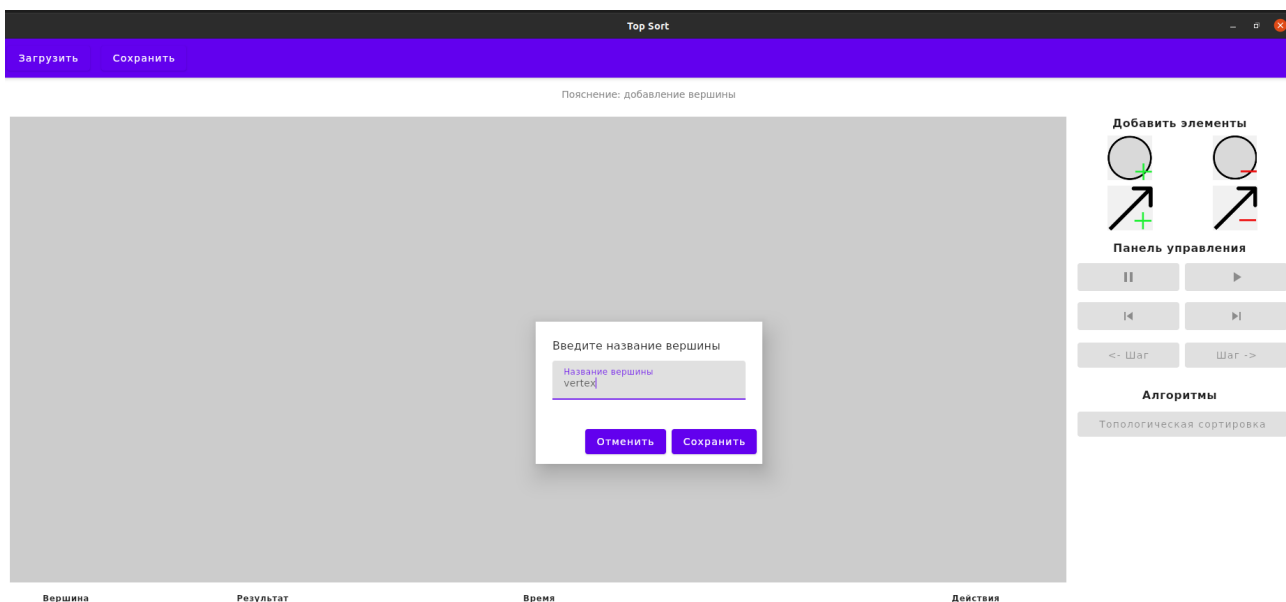 Top Sort
Загрузить Сохранить
Пояснение: добавление вершины
Добавить элементы
Панель управления
<- Шаг Шаг ->
Алгоритмы
Топологическая сортировка
Введите название вершины
Название вершины
vertex
Отменить Сохранить
Вершина Результат Время Действия